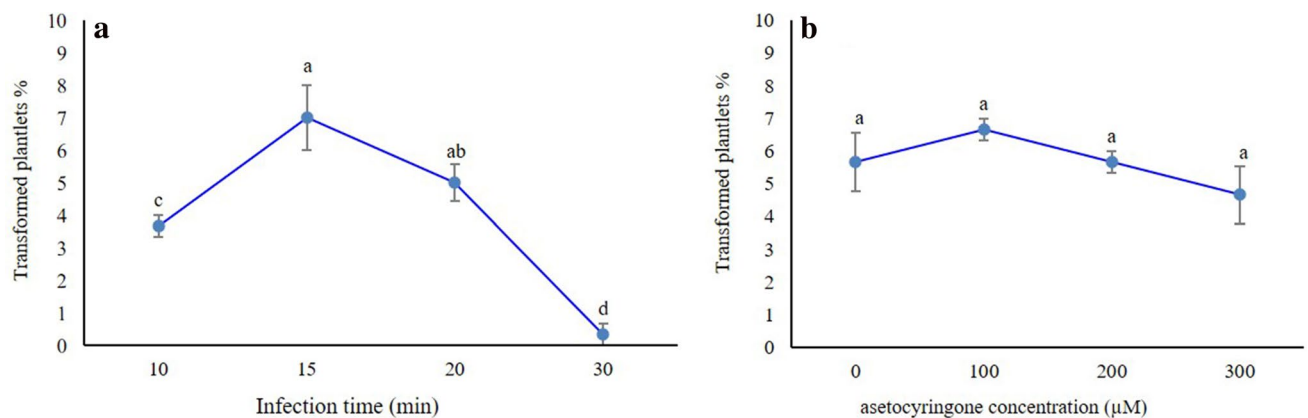 a
Transformed plantlets %
10
9
8
7
6
5
4
3
2
1
0
c
a
ab
d
10 15 20 30
Infection time (min)
b
Transformed plantlets %
10
9
8
7
6
5
4
3
2
1
0
a
a
a
a
0 100 200 300
asetocyringone concentration (µM)